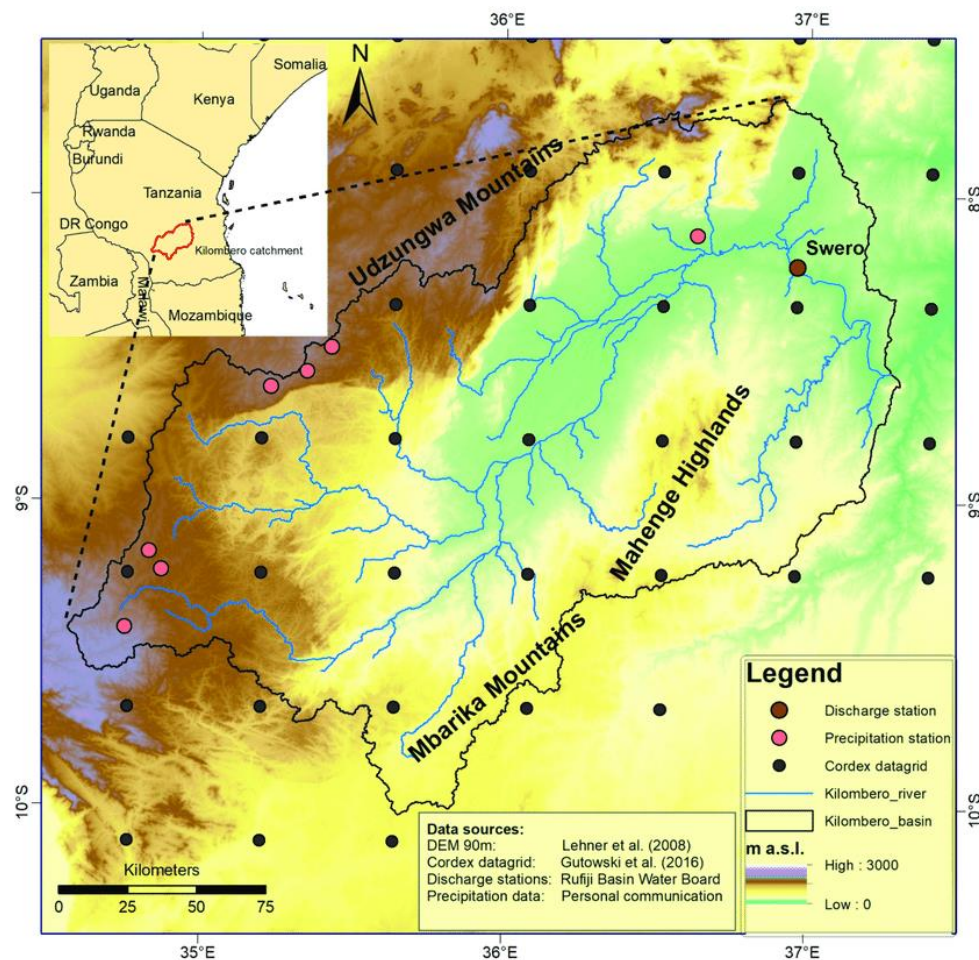 36°E
37°E
N
Somalia
Uganda
Kenya
Rwanda
Burundi
Tanzania
DR Congo
Kilombero catchment
Zambia
Malawi
Mozambique
Udzungwa Mountains
8°S
8°S
Swero
Mahenge Highlands
9°S
9°S
Mbarika Mountains
10°S
10°S
Legend
Discharge station
Precipitation station
Cordex datagrid
Kilombero_river
Kilombero_basin
m a.s.l.
High : 3000
Low : 0
Data sources:
DEM 90m: Lehner et al. (2008)
Cordex datagrid: Gutowski et al. (2016)
Discharge stations: Rufiji Basin Water Board
Precipitation data: Personal communication
Kilometers
0 25 50 75
35°E
36°E
37°E